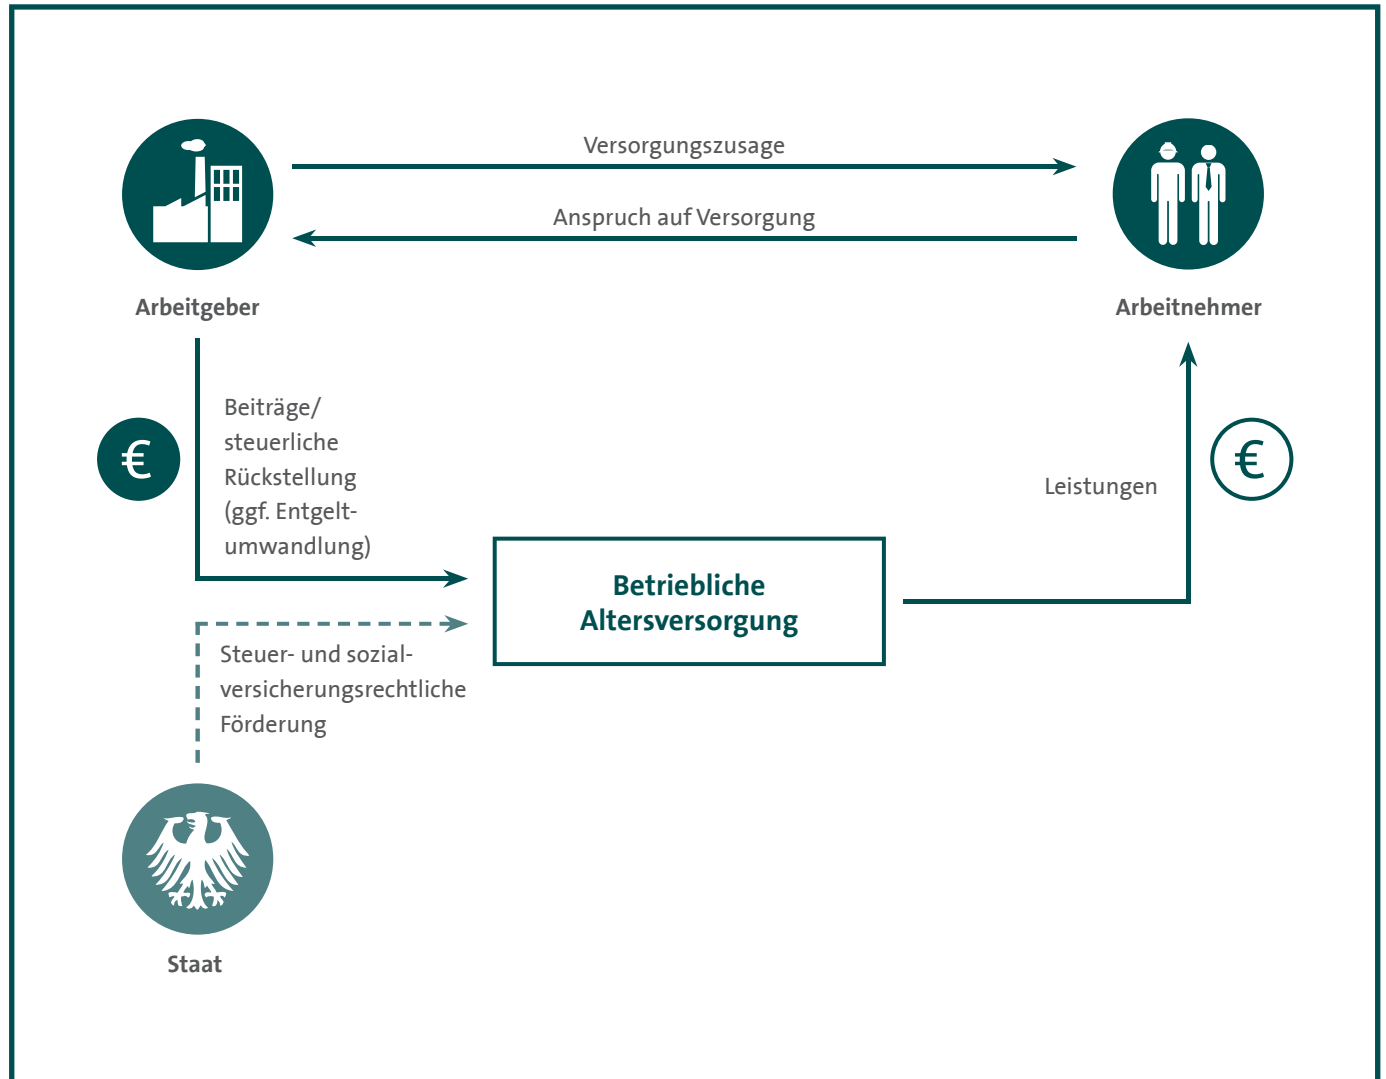 Versorgungszusage
Anspruch auf Versorgung
Arbeitgeber
Arbeitnehmer
Beiträge/
steuerliche
Rückstellung
(ggf. Entgelt-
umwandlung)
€
€
Leistungen
Betriebliche
Altersversorgung
Steuer- und sozial-
versicherungsrechtliche
Förderung
Staat